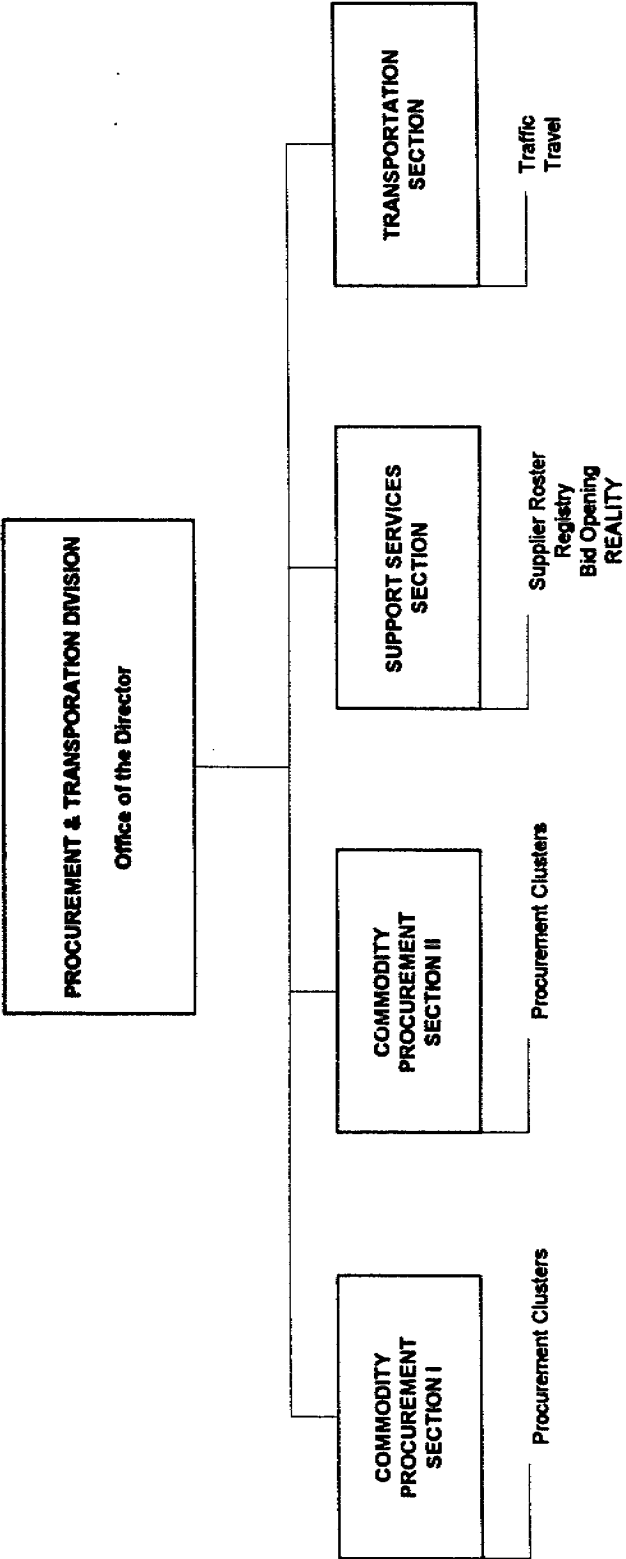 PROCUREMENT & TRANSPORATION DIVISION
Office of the Director
COMMODITY
PROCUREMENT
SECTION I
Procurement Clusters
COMMODITY
PROCUREMENT
SECTION II
Procurement Clusters
SUPPORT SERVICES
SECTION
Supplier Roster
Registry
Bid Opening
REALITY
TRANSPORTATION
SECTION
Traffic
Travel